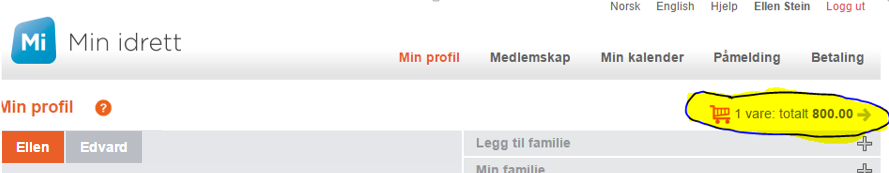 Norsk English Hjelp Ellen Stein Logg ut
Mi Min idrett
Min profil Medlemskap Min kalender Påmelding Betaling
Min profil ? 1 vare: totalt 800.00
Ellen Edvard Legg til familie
Min familie